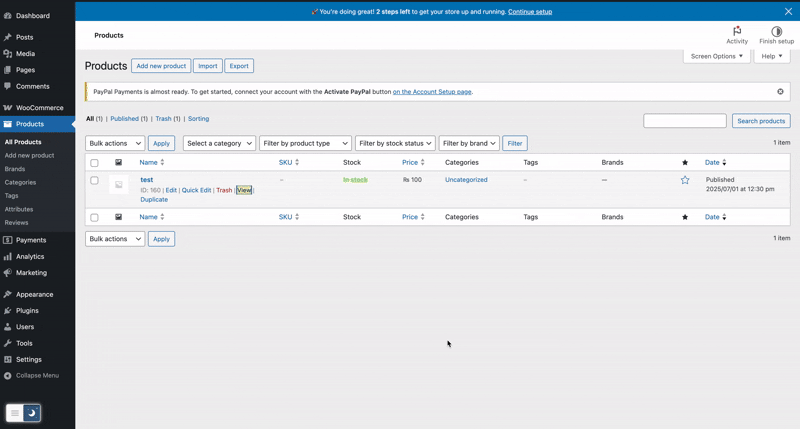 Dashboard
🚀 You're doing great! 2 steps left to get your store up and running. Continue setup
Posts
Media
Pages
Comments
WooCommerce
Products
All Products
Add new product
Brands
Categories
Tags
Attributes
Reviews
Payments
Analytics
Marketing
Appearance
Plugins
Users
Tools
Settings
Collapse Menu
Products
Activity
Finish setup
Screen Options ▼
Help ▼
Products
Add new product
Import
Export
PayPal Payments is almost ready. To get started, connect your account with the Activate PayPal button on the Account Setup page.
All (1) | Published (1) | Trash (1) | Sorting
Search products
Bulk actions
Apply
Select a category
Filter by product type
Filter by stock status
Filter by brand
Filter
1 item
Name SKU Stock Price Categories Tags Brands Date
test – In stock ₨ 100 Uncategorized – — Published
ID: 160 | Edit | Quick Edit | Trash | View | 2025/07/01 at 12:30 pm
Duplicate
Name SKU Stock Price Categories Tags Brands Date
Bulk actions
Apply
1 item